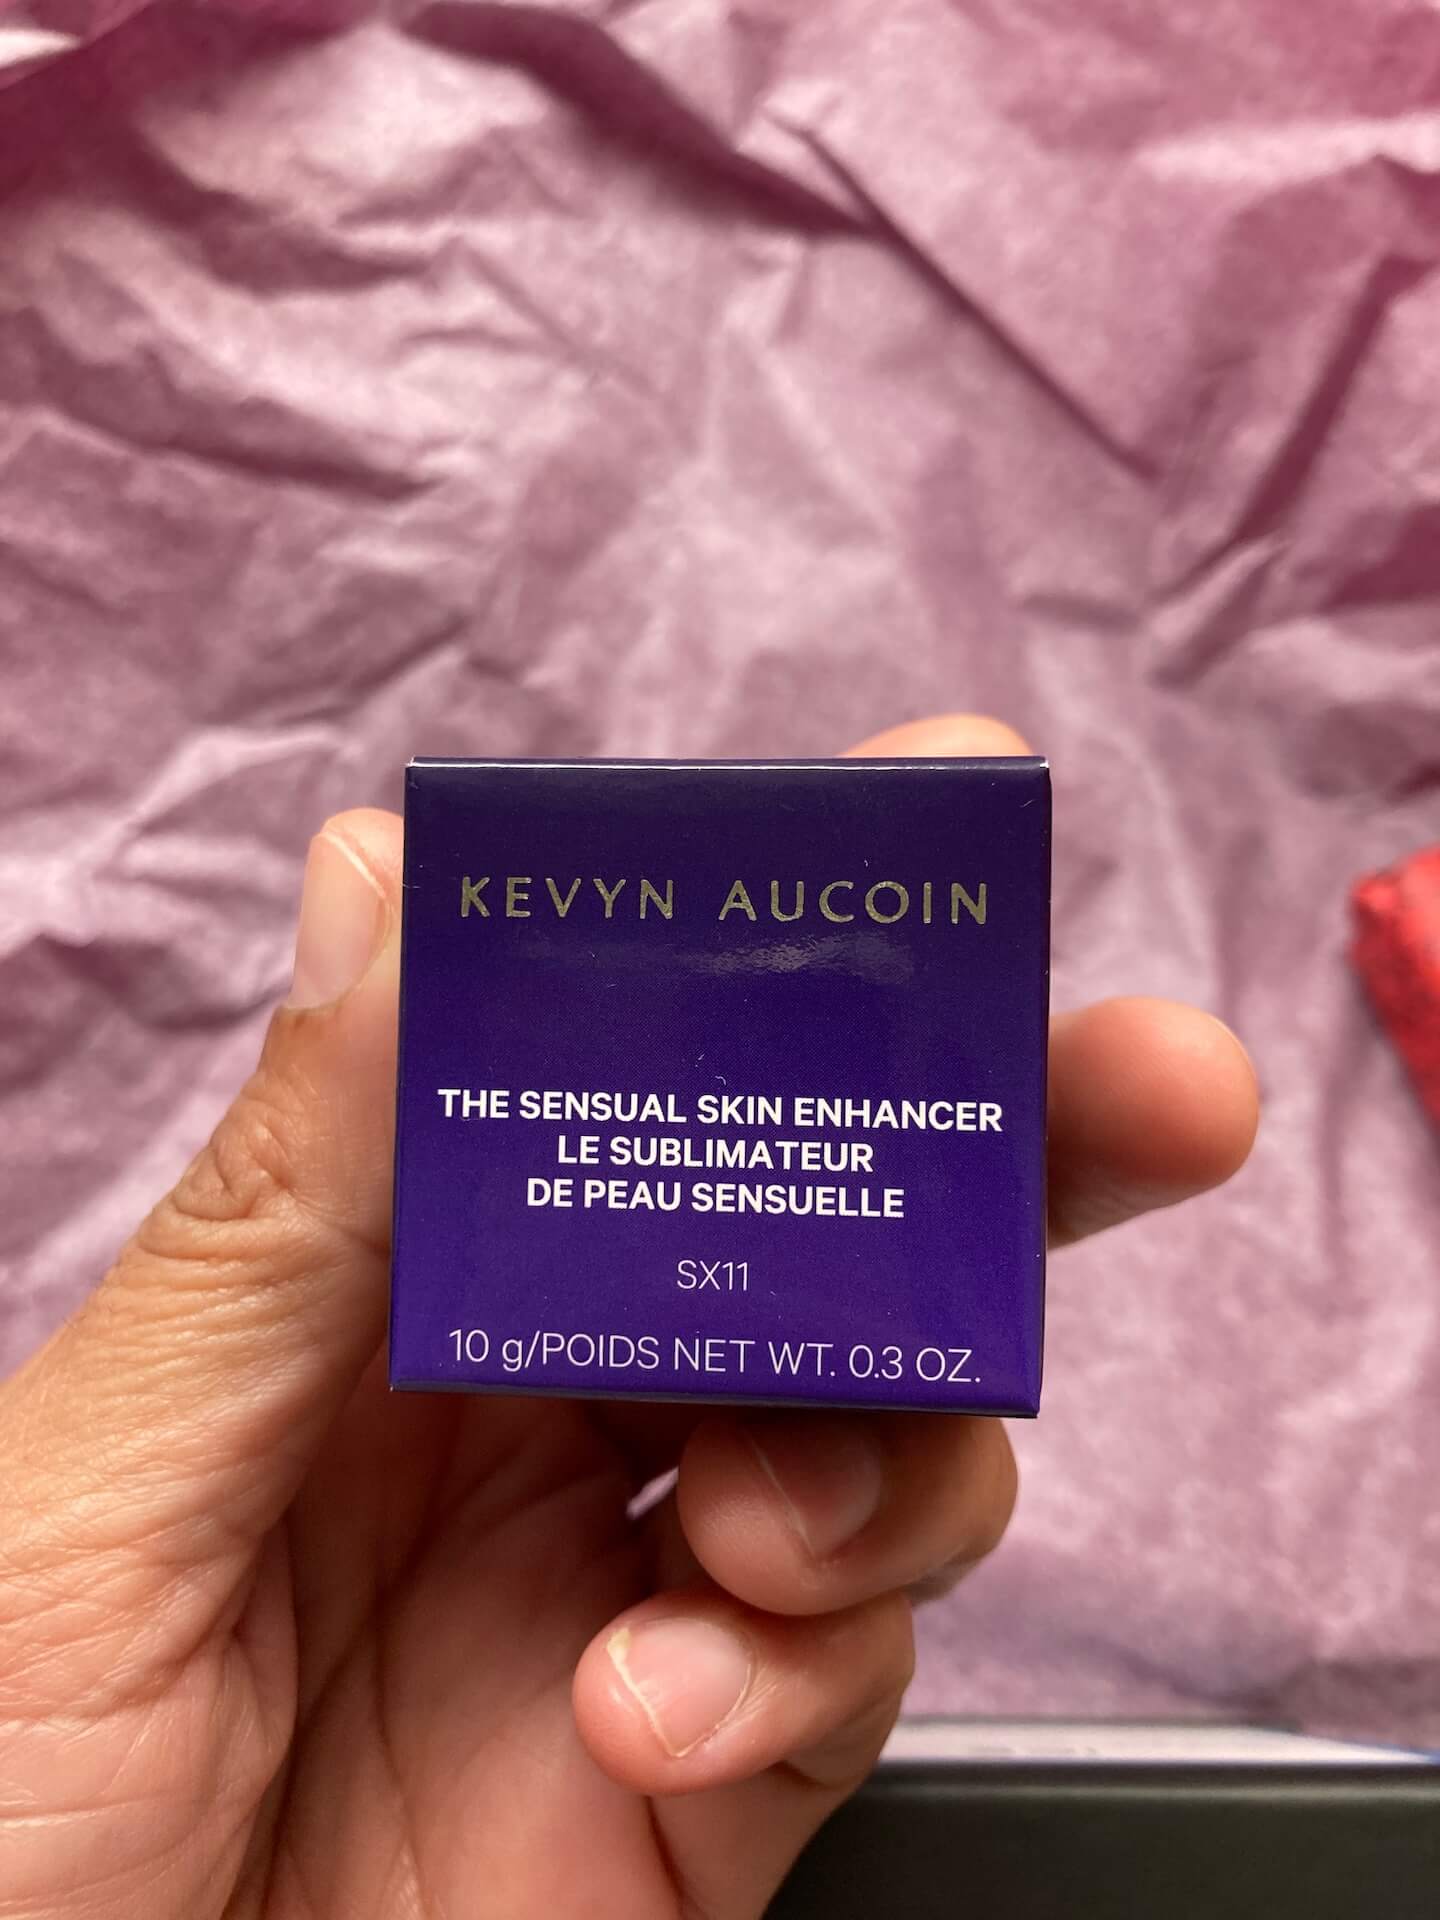 KEVYN AUCOIN
THE SENSUAL SKIN ENHANCER
LE SUBLIMATEUR
DE PEAU SENSUELLE
SX11
10 g/POIDS NET WT. 0.3 OZ.